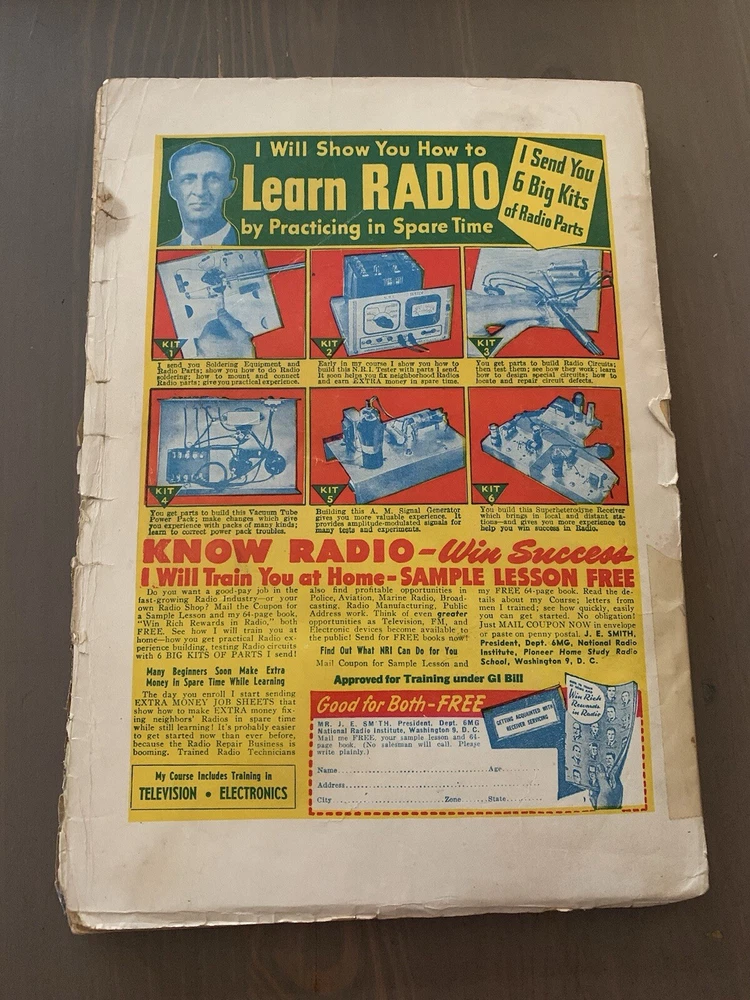 I Will Show You How to
Learn RADIO
by Practicing in Spare Time
I Send You
6 Big Kits
of Radio Parts
KIT
1
KIT
2
KIT
3
I send you Soldering Equipment and
Radio Parts; show you how to do Radio
soldering; how to mount and connect
Radio parts; give you practical experience.
Early in my course I show you how to
build this N.R.I. Tester with parts I send.
It soon helps you fix neighborhood Radios
and earn EXTRA money in spare time.
You get parts to build Radio Circuits;
then test them; see how they work; learn
how to design special circuits; how to
locate and repair circuit defects.
KIT
4
KIT
5
KIT
6
You get parts to build this Vacuum Tube
Power Pack; make changes which give
you experience with packs of many kinds;
learn to correct power pack troubles.
Building this A. M. Signal Generator
gives you more valuable experience. It
provides amplitude-modulated signals for
many tests and experiments.
You build this Superheterodyne Receiver
which brings in local and distant sta-
tions—and gives you more experience to
help you win success in Radio.
KNOW RADIO-Win Success
I Will Train You at Home-SAMPLE LESSON FREE
Do you want a good-pay job in the
fast-growing Radio Industry—or your
own Radio Shop? Mail the Coupon for
a Sample Lesson and my 64-page book,
"Win Rich Rewards in Radio," both
FREE. See how I will train you at
home—how you get practical Radio ex-
perience building, testing Radio circuits
with 6 BIG KITS OF PARTS I send!
Many Beginners Soon Make Extra
Money in Spare Time While Learning
The day you enroll I start sending
EXTRA MONEY JOB SHEETS that
show how to make EXTRA money fix-
ing neighbors' Radios in spare time
while still learning! It's probably easier
to get started now than ever before,
because the Radio Repair Business is
booming. Trained Radio Technicians
also find profitable opportunities in
Police, Aviation, Marine Radio, Broad-
casting, Radio Manufacturing, Public
Address work. Think of even greater
opportunities as Television, FM, and
Electronic devices become available to
the public! Send for FREE books now!
Find Out What NRI Can Do for You
Mail Coupon for Sample Lesson and
my FREE 64-page book. Read the de-
tails about my Course; letters from
men I trained; see how quickly, easily
you can get started. No obligation!
Just MAIL COUPON NOW in envelope
or paste on penny postal. J. E. SMITH,
President, Dept. 6MG, National Radio
Institute, Pioneer Home Study Radio
School, Washington 9, D. C.
Approved for Training under GI Bill
My Course Includes Training in
TELEVISION • ELECTRONICS
Good for Both-FREE
MR. J. E. SMITH, President, Dept. 6MG
National Radio Institute, Washington 9, D. C.
Mail me FREE, your sample lesson and 64-
page book. (No salesman will call. Please
write plainly.)
Name Age
Address
City Zone State
GETTING ACQUAINTED WITH
RECEIVER SERVICING
Win Rich
Rewards
in Radio